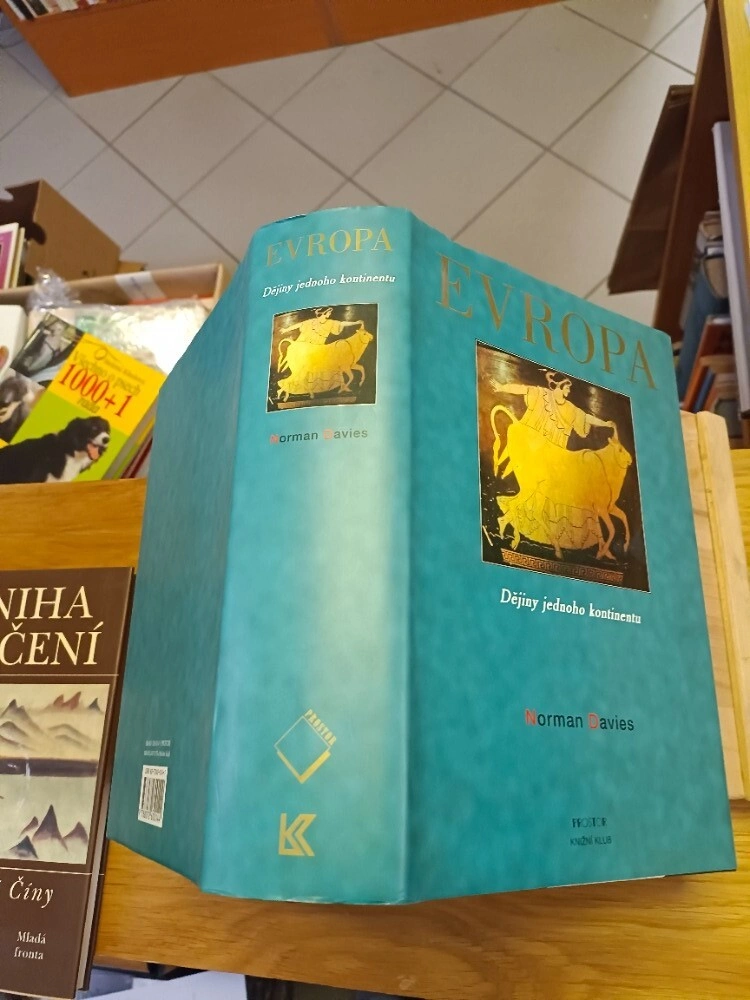 EVROPA
Dějiny jednoho kontinentu
Norman Davies
PROSTOR
EVROPA
Dějiny jednoho kontinentu
Norman Davies
PROSTOR
KNIŽNÍ KLUB
1000+1
NIHA
ČENÍ
Číny
Mladá
fronta